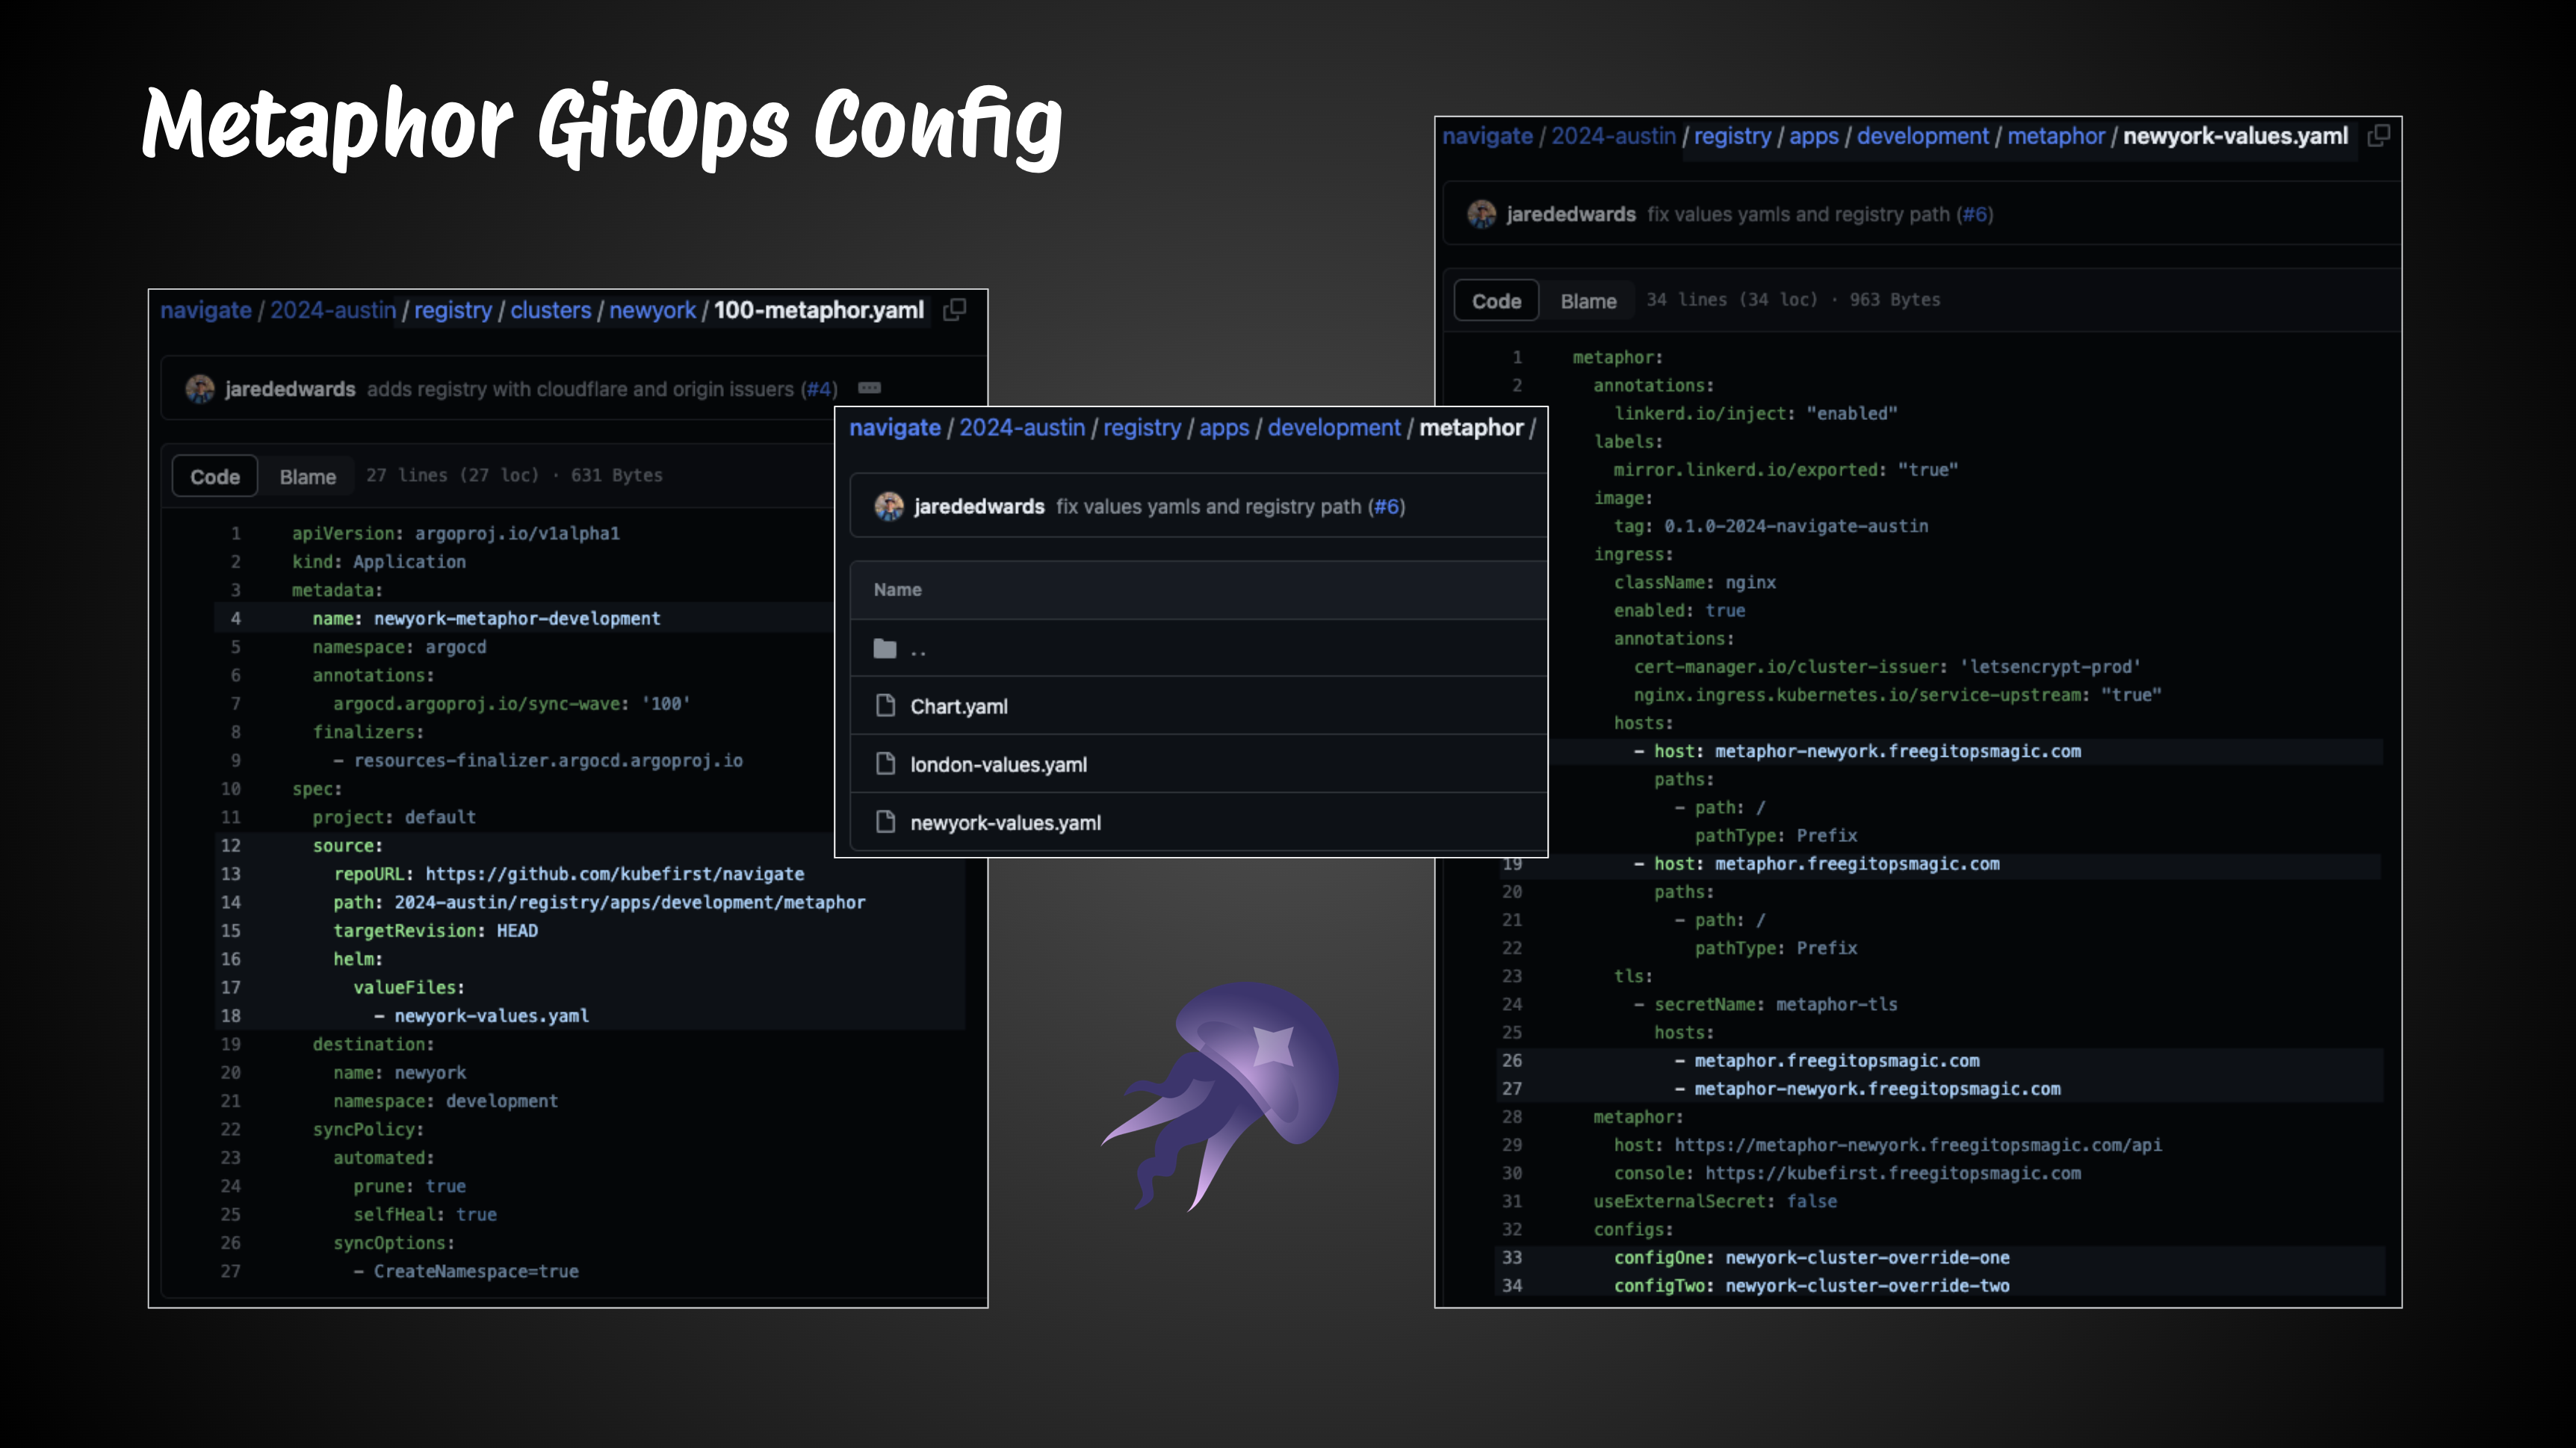 Metaphor GitOps Config
navigate / 2024-austin / registry / clusters / newyork / 100-metaphor.yaml
jarededwards adds registry with cloudflare and origin issuers (#4)
Code Blame 27 lines (27 loc) · 631 Bytes
1 apiVersion: argoproj.io/v1alpha1
2 kind: Application
3 metadata:
4 name: newyork-metaphor-development
5 namespace: argocd
6 annotations:
7 argocd.argoproj.io/sync-wave: '100'
8 finalizers:
9 - resources-finalizer.argocd.argoproj.io
10 spec:
11 project: default
12 source:
13 repoURL: https://github.com/kubefirst/navigate
14 path: 2024-austin/registry/apps/development/metaphor
15 targetRevision: HEAD
16 helm:
17 valueFiles:
18 - newyork-values.yaml
19 destination:
20 name: newyork
21 namespace: development
22 syncPolicy:
23 automated:
24 prune: true
25 selfHeal: true
26 syncOptions:
27 - CreateNamespace=true
navigate / 2024-austin / registry / apps / development / metaphor /
jarededwards fix values yamls and registry path (#6)
Name
..
Chart.yaml
london-values.yaml
newyork-values.yaml
navigate / 2024-austin / registry / apps / development / metaphor / newyork-values.yaml
jarededwards fix values yamls and registry path (#6)
Code Blame 34 lines (34 loc) · 963 Bytes
1 metaphor:
2 annotations:
linkerd.io/inject: "enabled"
labels:
mirror.linkerd.io/exported: "true"
image:
tag: 0.1.0-2024-navigate-austin
ingress:
className: nginx
enabled: true
annotations:
cert-manager.io/cluster-issuer: 'letsencrypt-prod'
nginx.ingress.kubernetes.io/service-upstream: "true"
hosts:
- host: metaphor-newyork.freegitopsmagic.com
paths:
- path: /
pathType: Prefix
19 - host: metaphor.freegitopsmagic.com
20 paths:
21 - path: /
22 pathType: Prefix
23 tls:
24 - secretName: metaphor-tls
25 hosts:
26 - metaphor.freegitopsmagic.com
27 - metaphor-newyork.freegitopsmagic.com
28 metaphor:
29 host: https://metaphor-newyork.freegitopsmagic.com/api
30 console: https://kubefirst.freegitopsmagic.com
31 useExternalSecret: false
32 configs:
33 configOne: newyork-cluster-override-one
34 configTwo: newyork-cluster-override-two